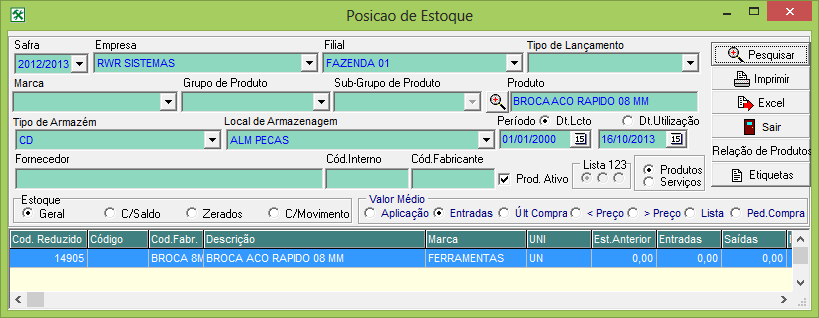 Posicao de Estoque
Safra Empresa Filial Tipo de Lançamento
2012/2013 RWR SISTEMAS FAZENDA 01
Pesquisar
Marca Grupo de Produto Sub-Grupo de Produto Produto
BROCA ACO RAPIDO 08 MM
Imprimir
Excel
Tipo de Armazém Local de Armazenagem Período Dt.Lcto Dt.Utilização
CD ALM PECAS 01/01/2000 15 16/10/2013 15
Sair
Fornecedor Cód.Interno Cód.Fabricante Prod. Ativo Lista 123 Produtos
Serviços
Relação de Produtos
Etiquetas
Estoque Valor Médio
Geral C/Saldo Zerados C/Movimento Aplicação Entradas Últ Compra < Preço > Preço Lista Ped.Compra
Cod. Reduzido Código Cod.Fabr. Descrição Marca UNI Est.Anterior Entradas Saídas
14905 BROCA 8M BROCA ACO RAPIDO 08 MM FERRAMENTAS UN 0,00 0,00 0,00